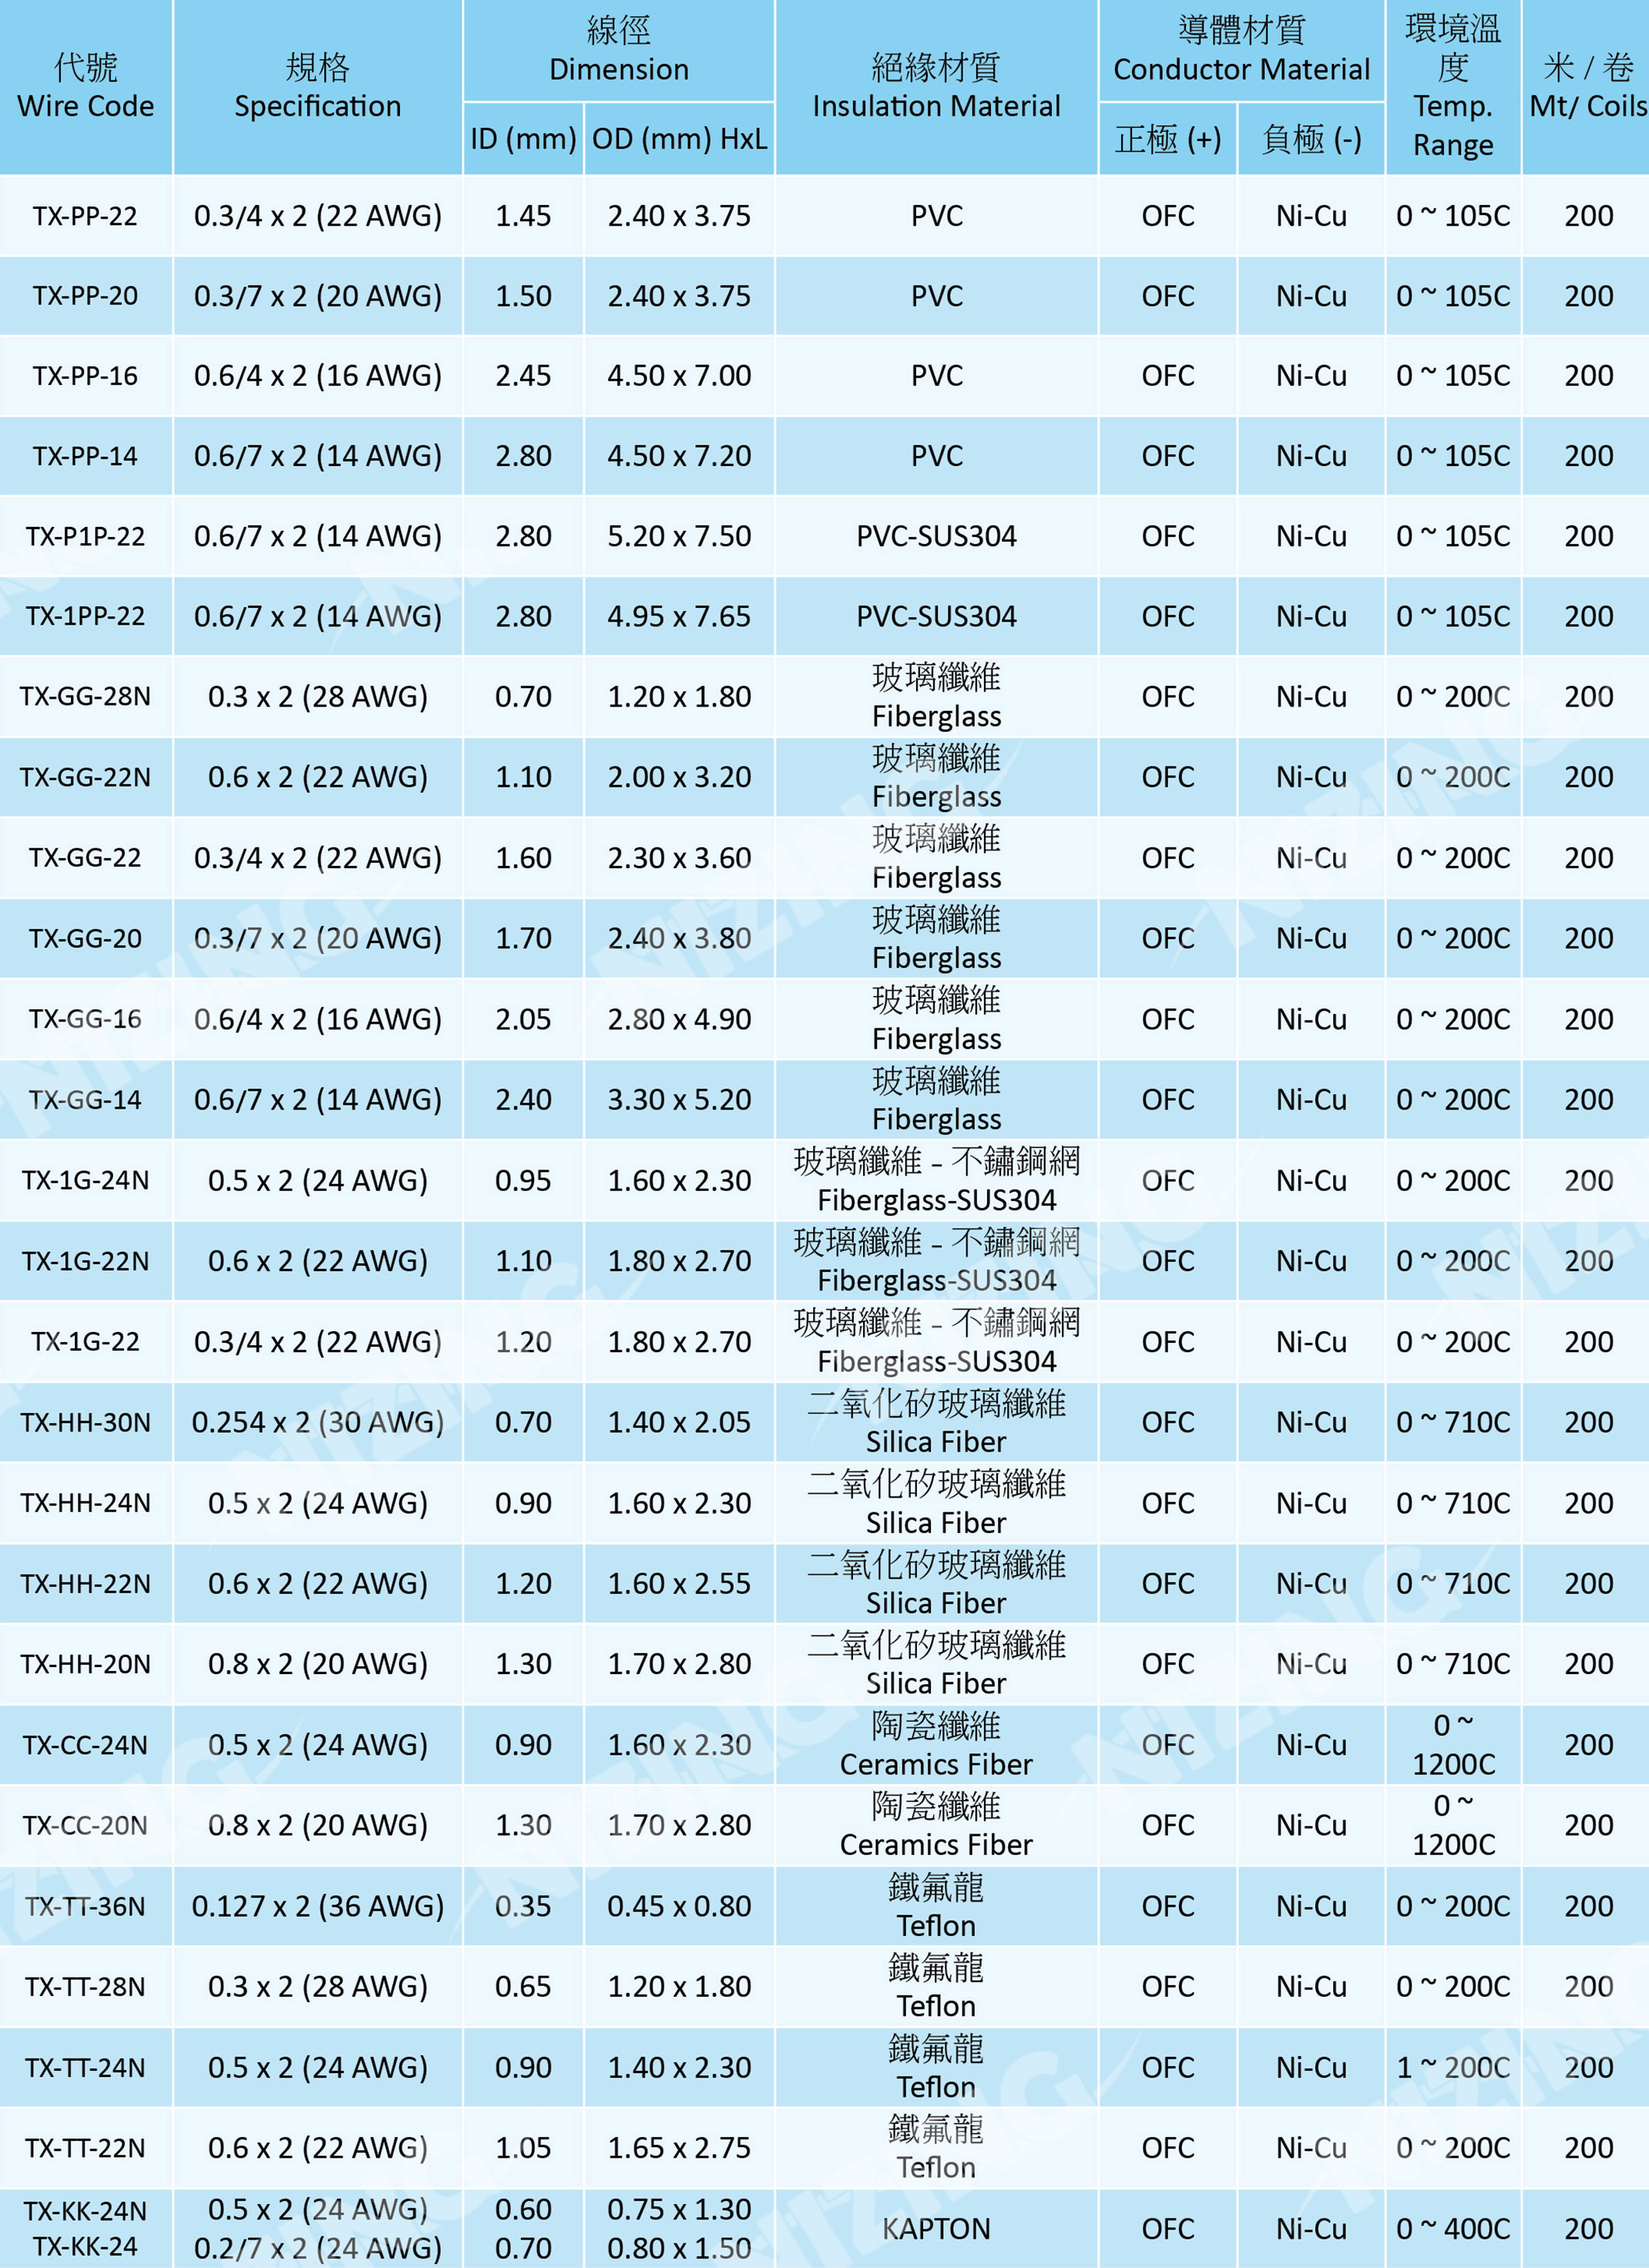 代號
Wire Code
規格
Specification
線徑
Dimension
ID (mm) OD (mm) HxL
絕緣材質
Insulation Material
導體材質
Conductor Material
正極 (+) 負極 (-)
環境溫
度
Temp.
Range
米 / 卷
Mt/ Coils
TX-PP-22 0.3/4 x 2 (22 AWG) 1.45 2.40 x 3.75 PVC OFC Ni-Cu 0 ~ 105C 200
TX-PP-20 0.3/7 x 2 (20 AWG) 1.50 2.40 x 3.75 PVC OFC Ni-Cu 0 ~ 105C 200
TX-PP-16 0.6/4 x 2 (16 AWG) 2.45 4.50 x 7.00 PVC OFC Ni-Cu 0 ~ 105C 200
TX-PP-14 0.6/7 x 2 (14 AWG) 2.80 4.50 x 7.20 PVC OFC Ni-Cu 0 ~ 105C 200
TX-P1P-22 0.6/7 x 2 (14 AWG) 2.80 5.20 x 7.50 PVC-SUS304 OFC Ni-Cu 0 ~ 105C 200
TX-1PP-22 0.6/7 x 2 (14 AWG) 2.80 4.95 x 7.65 PVC-SUS304 OFC Ni-Cu 0 ~ 105C 200
玻璃纖維
TX-GG-28N 0.3 x 2 (28 AWG) 0.70 1.20 x 1.80 Fiberglass OFC Ni-Cu 0 ~ 200C 200
玻璃纖維
TX-GG-22N 0.6 x 2 (22 AWG) 1.10 2.00 x 3.20 Fiberglass OFC Ni-Cu 0 ~ 200C 200
玻璃纖維
TX-GG-22 0.3/4 x 2 (22 AWG) 1.60 2.30 x 3.60 Fiberglass OFC Ni-Cu 0 ~ 200C 200
玻璃纖維
TX-GG-20 0.3/7 x 2 (20 AWG) 1.70 2.40 x 3.80 Fiberglass OFC Ni-Cu 0 ~ 200C 200
玻璃纖維
TX-GG-16 0.6/4 x 2 (16 AWG) 2.05 2.80 x 4.90 Fiberglass OFC Ni-Cu 0 ~ 200C 200
玻璃纖維
TX-GG-14 0.6/7 x 2 (14 AWG) 2.40 3.30 x 5.20 Fiberglass OFC Ni-Cu 0 ~ 200C 200
玻璃纖維 - 不鏽鋼網
TX-1G-24N 0.5 x 2 (24 AWG) 0.95 1.60 x 2.30 Fiberglass-SUS304 OFC Ni-Cu 0 ~ 200C 200
玻璃纖維 - 不鏽鋼網
TX-1G-22N 0.6 x 2 (22 AWG) 1.10 1.80 x 2.70 Fiberglass-SUS304 OFC Ni-Cu 0 ~ 200C 200
玻璃纖維 - 不鏽鋼網
TX-1G-22 0.3/4 x 2 (22 AWG) 1.20 1.80 x 2.70 Fiberglass-SUS304 OFC Ni-Cu 0 ~ 200C 200
二氧化矽玻璃纖維
TX-HH-30N 0.254 x 2 (30 AWG) 0.70 1.40 x 2.05 Silica Fiber OFC Ni-Cu 0 ~ 710C 200
二氧化矽玻璃纖維
TX-HH-24N 0.5 x 2 (24 AWG) 0.90 1.60 x 2.30 Silica Fiber OFC Ni-Cu 0 ~ 710C 200
二氧化矽玻璃纖維
TX-HH-22N 0.6 x 2 (22 AWG) 1.20 1.60 x 2.55 Silica Fiber OFC Ni-Cu 0 ~ 710C 200
二氧化矽玻璃纖維
TX-HH-20N 0.8 x 2 (20 AWG) 1.30 1.70 x 2.80 Silica Fiber OFC Ni-Cu 0 ~ 710C 200
陶瓷纖維 0 ~
TX-CC-24N 0.5 x 2 (24 AWG) 0.90 1.60 x 2.30 Ceramics Fiber OFC Ni-Cu 1200C 200
陶瓷纖維 0 ~
TX-CC-20N 0.8 x 2 (20 AWG) 1.30 1.70 x 2.80 Ceramics Fiber OFC Ni-Cu 1200C 200
鐵氟龍
TX-TT-36N 0.127 x 2 (36 AWG) 0.35 0.45 x 0.80 Teflon OFC Ni-Cu 0 ~ 200C 200
鐵氟龍
TX-TT-28N 0.3 x 2 (28 AWG) 0.65 1.20 x 1.80 Teflon OFC Ni-Cu 0 ~ 200C 200
鐵氟龍
TX-TT-24N 0.5 x 2 (24 AWG) 0.90 1.40 x 2.30 Teflon OFC Ni-Cu 1 ~ 200C 200
鐵氟龍
TX-TT-22N 0.6 x 2 (22 AWG) 1.05 1.65 x 2.75 Teflon OFC Ni-Cu 0 ~ 200C 200
TX-KK-24N 0.5 x 2 (24 AWG) 0.60 0.75 x 1.30 KAPTON OFC Ni-Cu 0 ~ 400C 200
TX-KK-24 0.2/7 x 2 (24 AWG) 0.70 0.80 x 1.50
NIZING